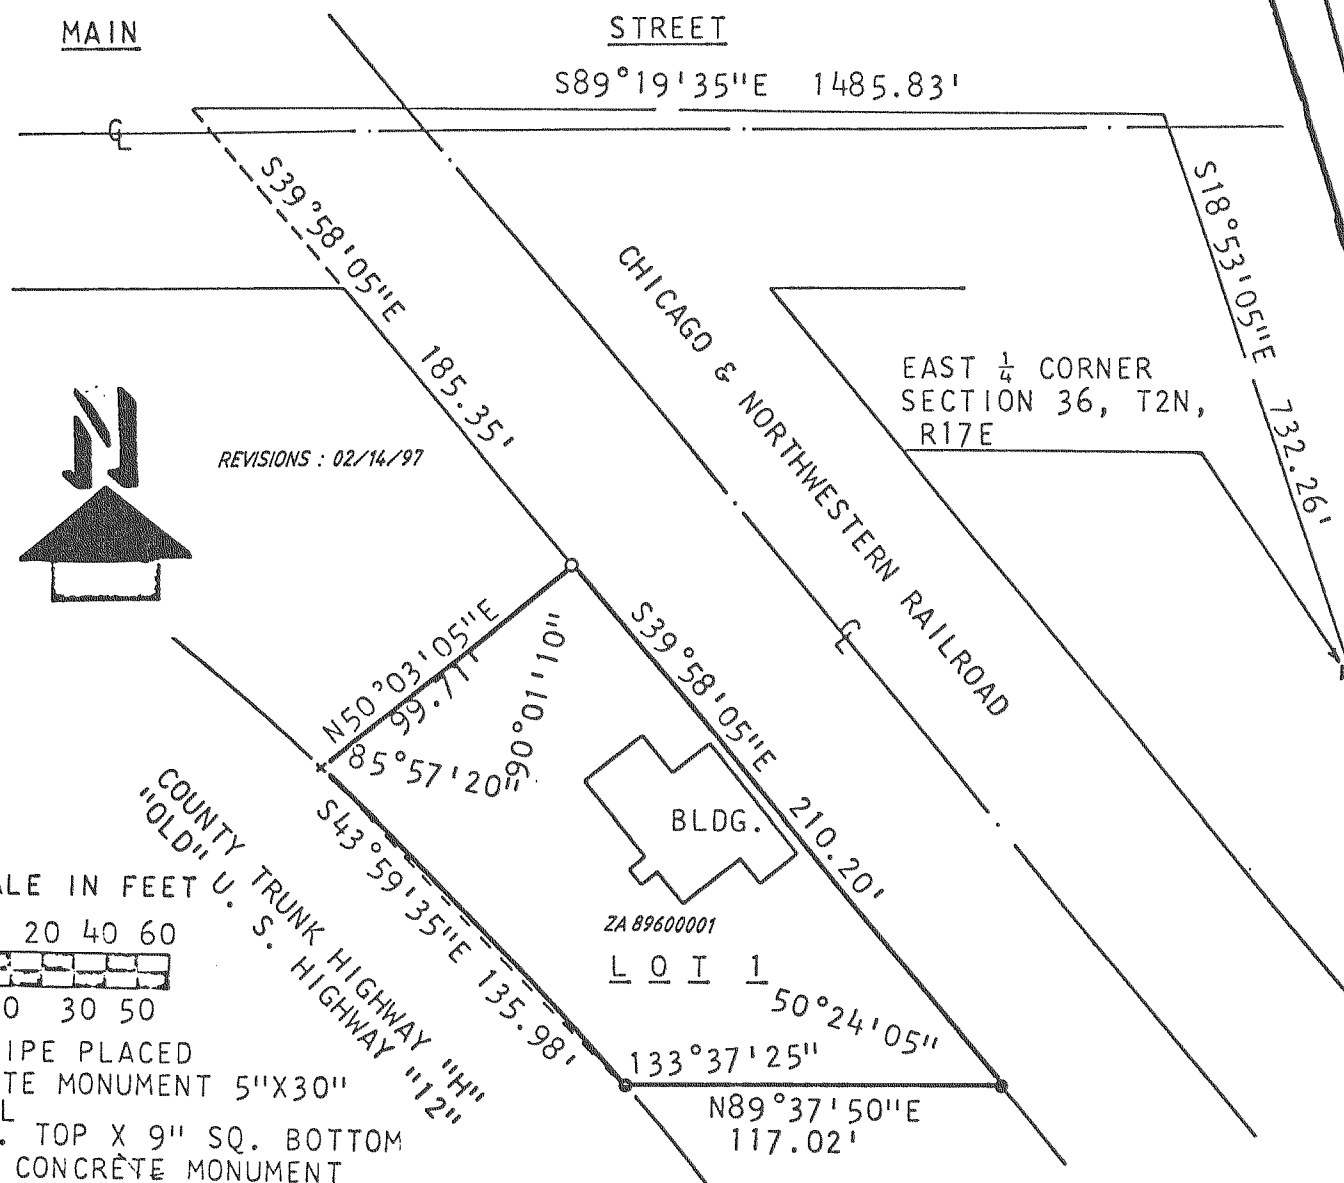 MAIN STREET
S89°19'35"E 1485.83'
S39°58'05"E 185.35'
S18°53'05"E 732.26'
CHICAGO & NORTHWESTERN RAILROAD
EAST 1/4 CORNER
SECTION 36, T2N,
R17E
N
REVISIONS : 02/14/97
N50°03'05"E
99.71'
90°01'10"
85°57'20"
S39°58'05"E 210.20'
BLDG.
S43°59'35"E 135.98'
COUNTY TRUNK HIGHWAY "H"
"OLD" U. S. HIGHWAY "12"
ZA 89600001
LOT 1
50°24'05"
133°37'25"
N89°37'50"E
117.02'
ALE IN FEET
20 40 60
0 30 50
IPE PLACED
TE MONUMENT 5"X30"
L
. TOP X 9" SQ. BOTTOM
CONCRETE MONUMENT